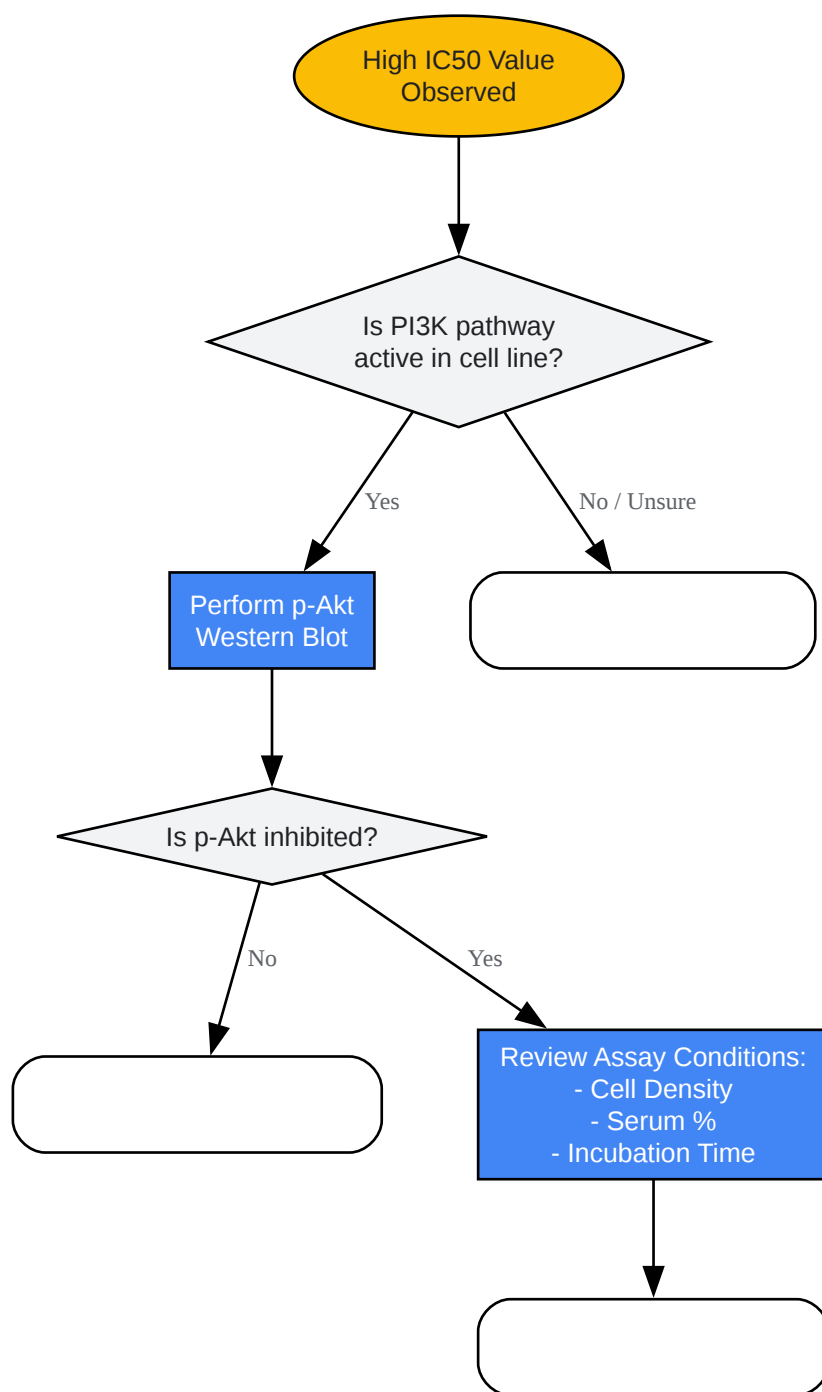 High IC50 Value
Observed
Is PI3K pathway
active in cell line?
Yes
No / Unsure
Perform p-Akt
Western Blot
Is p-Akt inhibited?
No
Yes
Review Assay Conditions:
- Cell Density
- Serum %
- Incubation Time